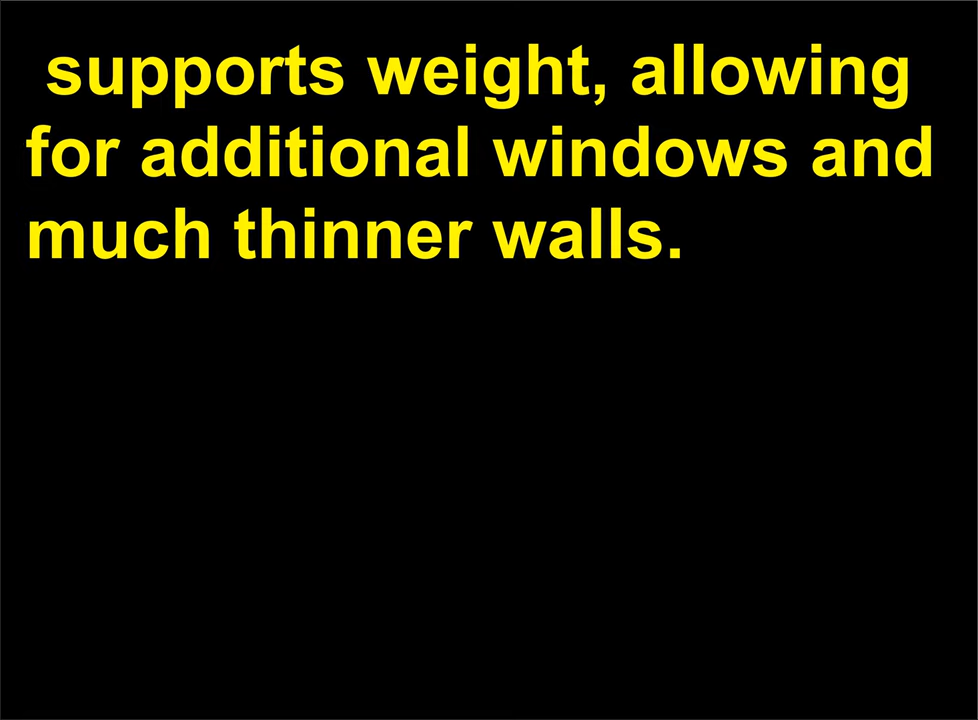 supports weight, allowing
for additional windows and
much thinner walls.